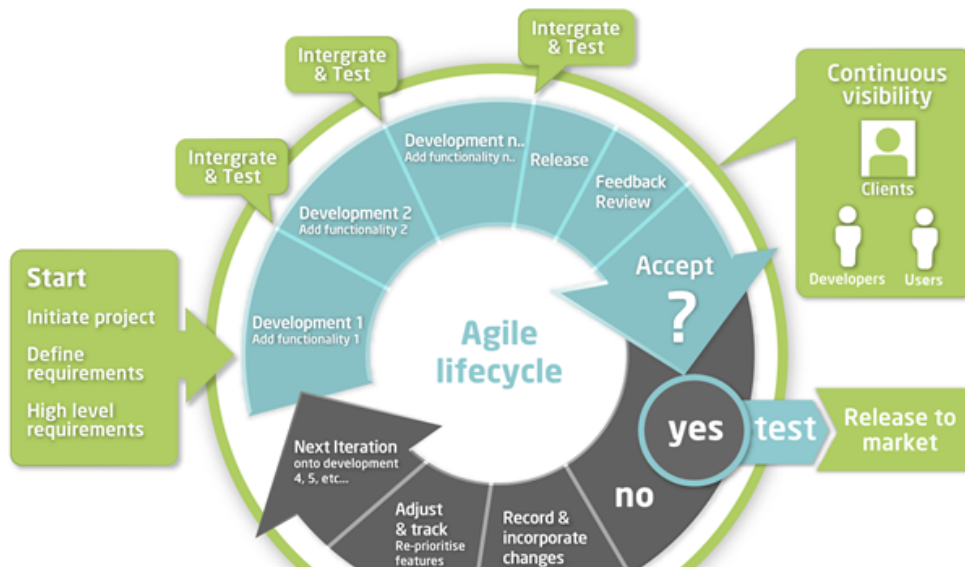 Intergrate
& Test
Intergrate
& Test
Intergrate
& Test
Continuous
visibility
Clients
Developers
Users
Start
Initiate project
Define
requirements
High level
requirements
Development 1
Add functionality 1
Development 2
Add functionality 2
Development n..
Add functionality n..
Release
Feedback
Review
Accept
?
Agile
lifecycle
yes
test
Release to
market
no
Record &
incorporate
changes
Adjust
& track
Re-prioritise
features
Next Iteration
onto development
4, 5, etc...